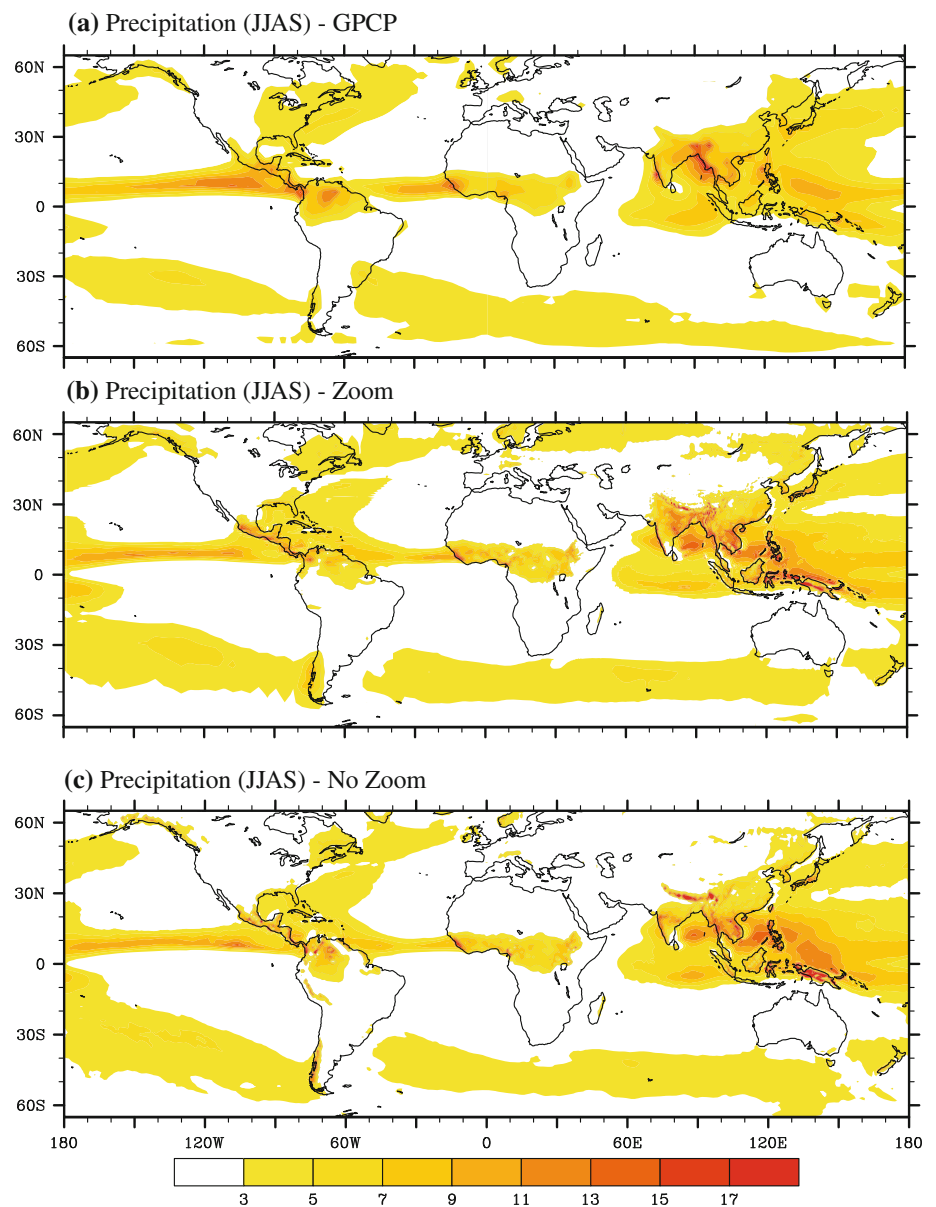 (a) Precipitation (JJAS) - GPCP
60N
30N
0
30S
60S
(b) Precipitation (JJAS) - Zoom
60N
30N
0
30S
60S
(c) Precipitation (JJAS) - No Zoom
60N
30N
0
30S
60S
180 120W 60W 0 60E 120E 180
3 5 7 9 11 13 15 17